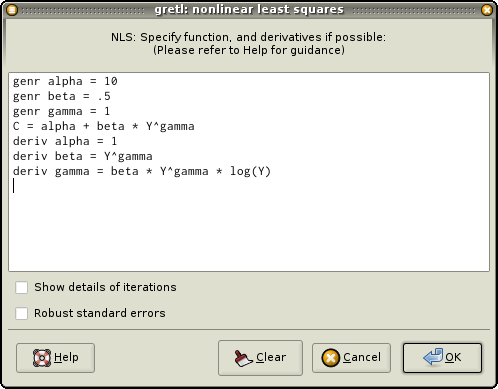 gretl: nonlinear least squares
NLS: Specify function, and derivatives if possible:
(Please refer to Help for guidance)
genr alpha = 10
genr beta = .5
genr gamma = 1
C = alpha + beta * Y^gamma
deriv alpha = 1
deriv beta = Y^gamma
deriv gamma = beta * Y^gamma * log(Y)
Show details of iterations
Robust standard errors
Help Clear Cancel OK